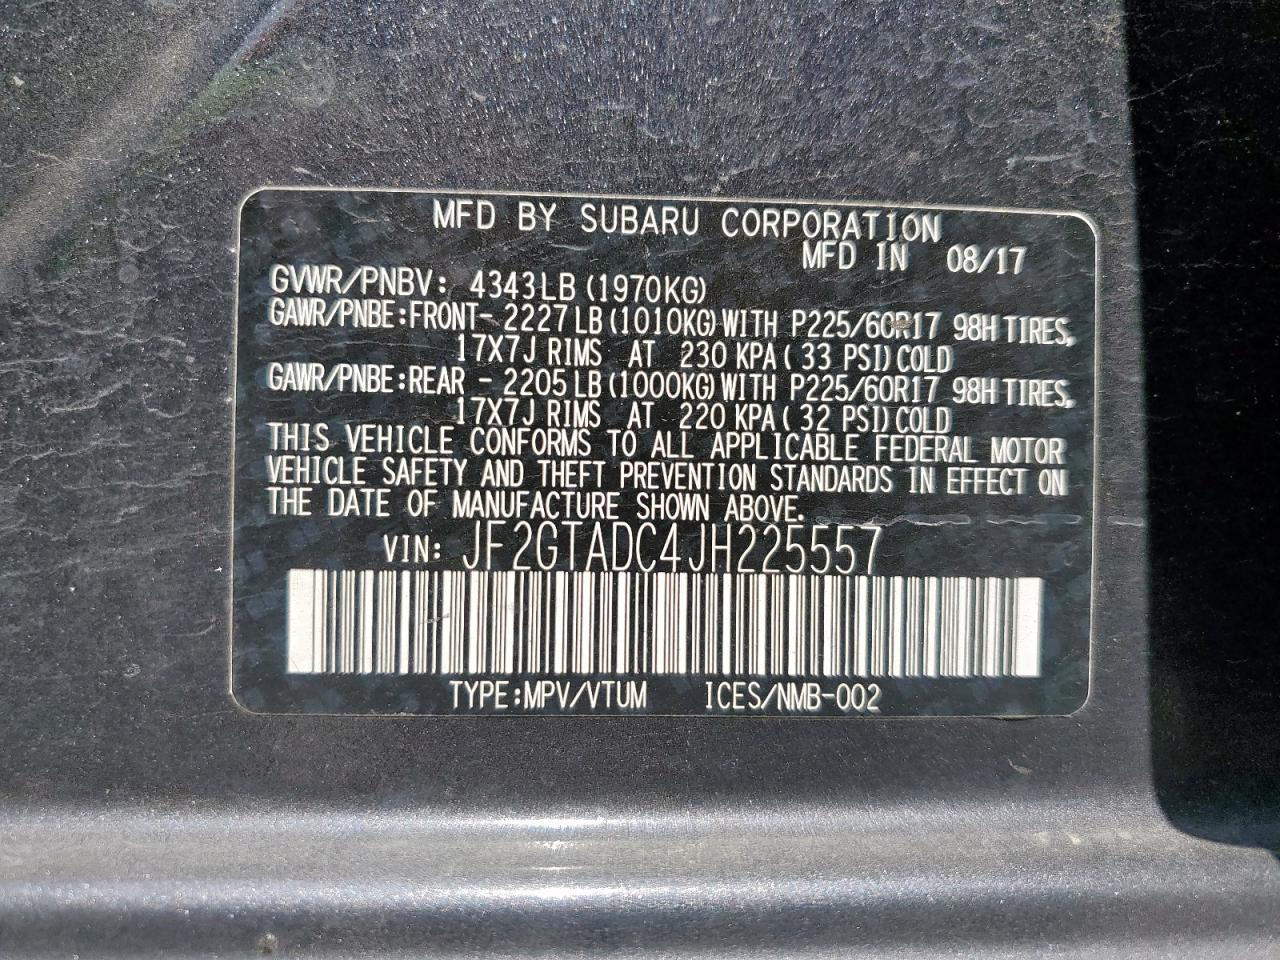 MFD BY SUBARU CORPORATION
MFD IN 08/17
GVWR/PNBV: 4343LB (1970KG)
GAWR/PNBE:FRONT- 2227LB (1010KG) WITH P225/60R17 98H TIRES,
17X7J RIMS AT 230 KPA ( 33 PSI) COLD
GAWR/PNBE:REAR - 2205LB (1000KG) WITH P225/60R17 98H TIRES,
17X7J RIMS AT 220 KPA ( 32 PSI) COLD
THIS VEHICLE CONFORMS TO ALL APPLICABLE FEDERAL MOTOR
VEHICLE SAFETY AND THEFT PREVENTION STANDARDS IN EFFECT ON
THE DATE OF MANUFACTURE SHOWN ABOVE.
VIN: JF2GTADC4JH225557
TYPE:MPV/VTUM ICES/NMB-002